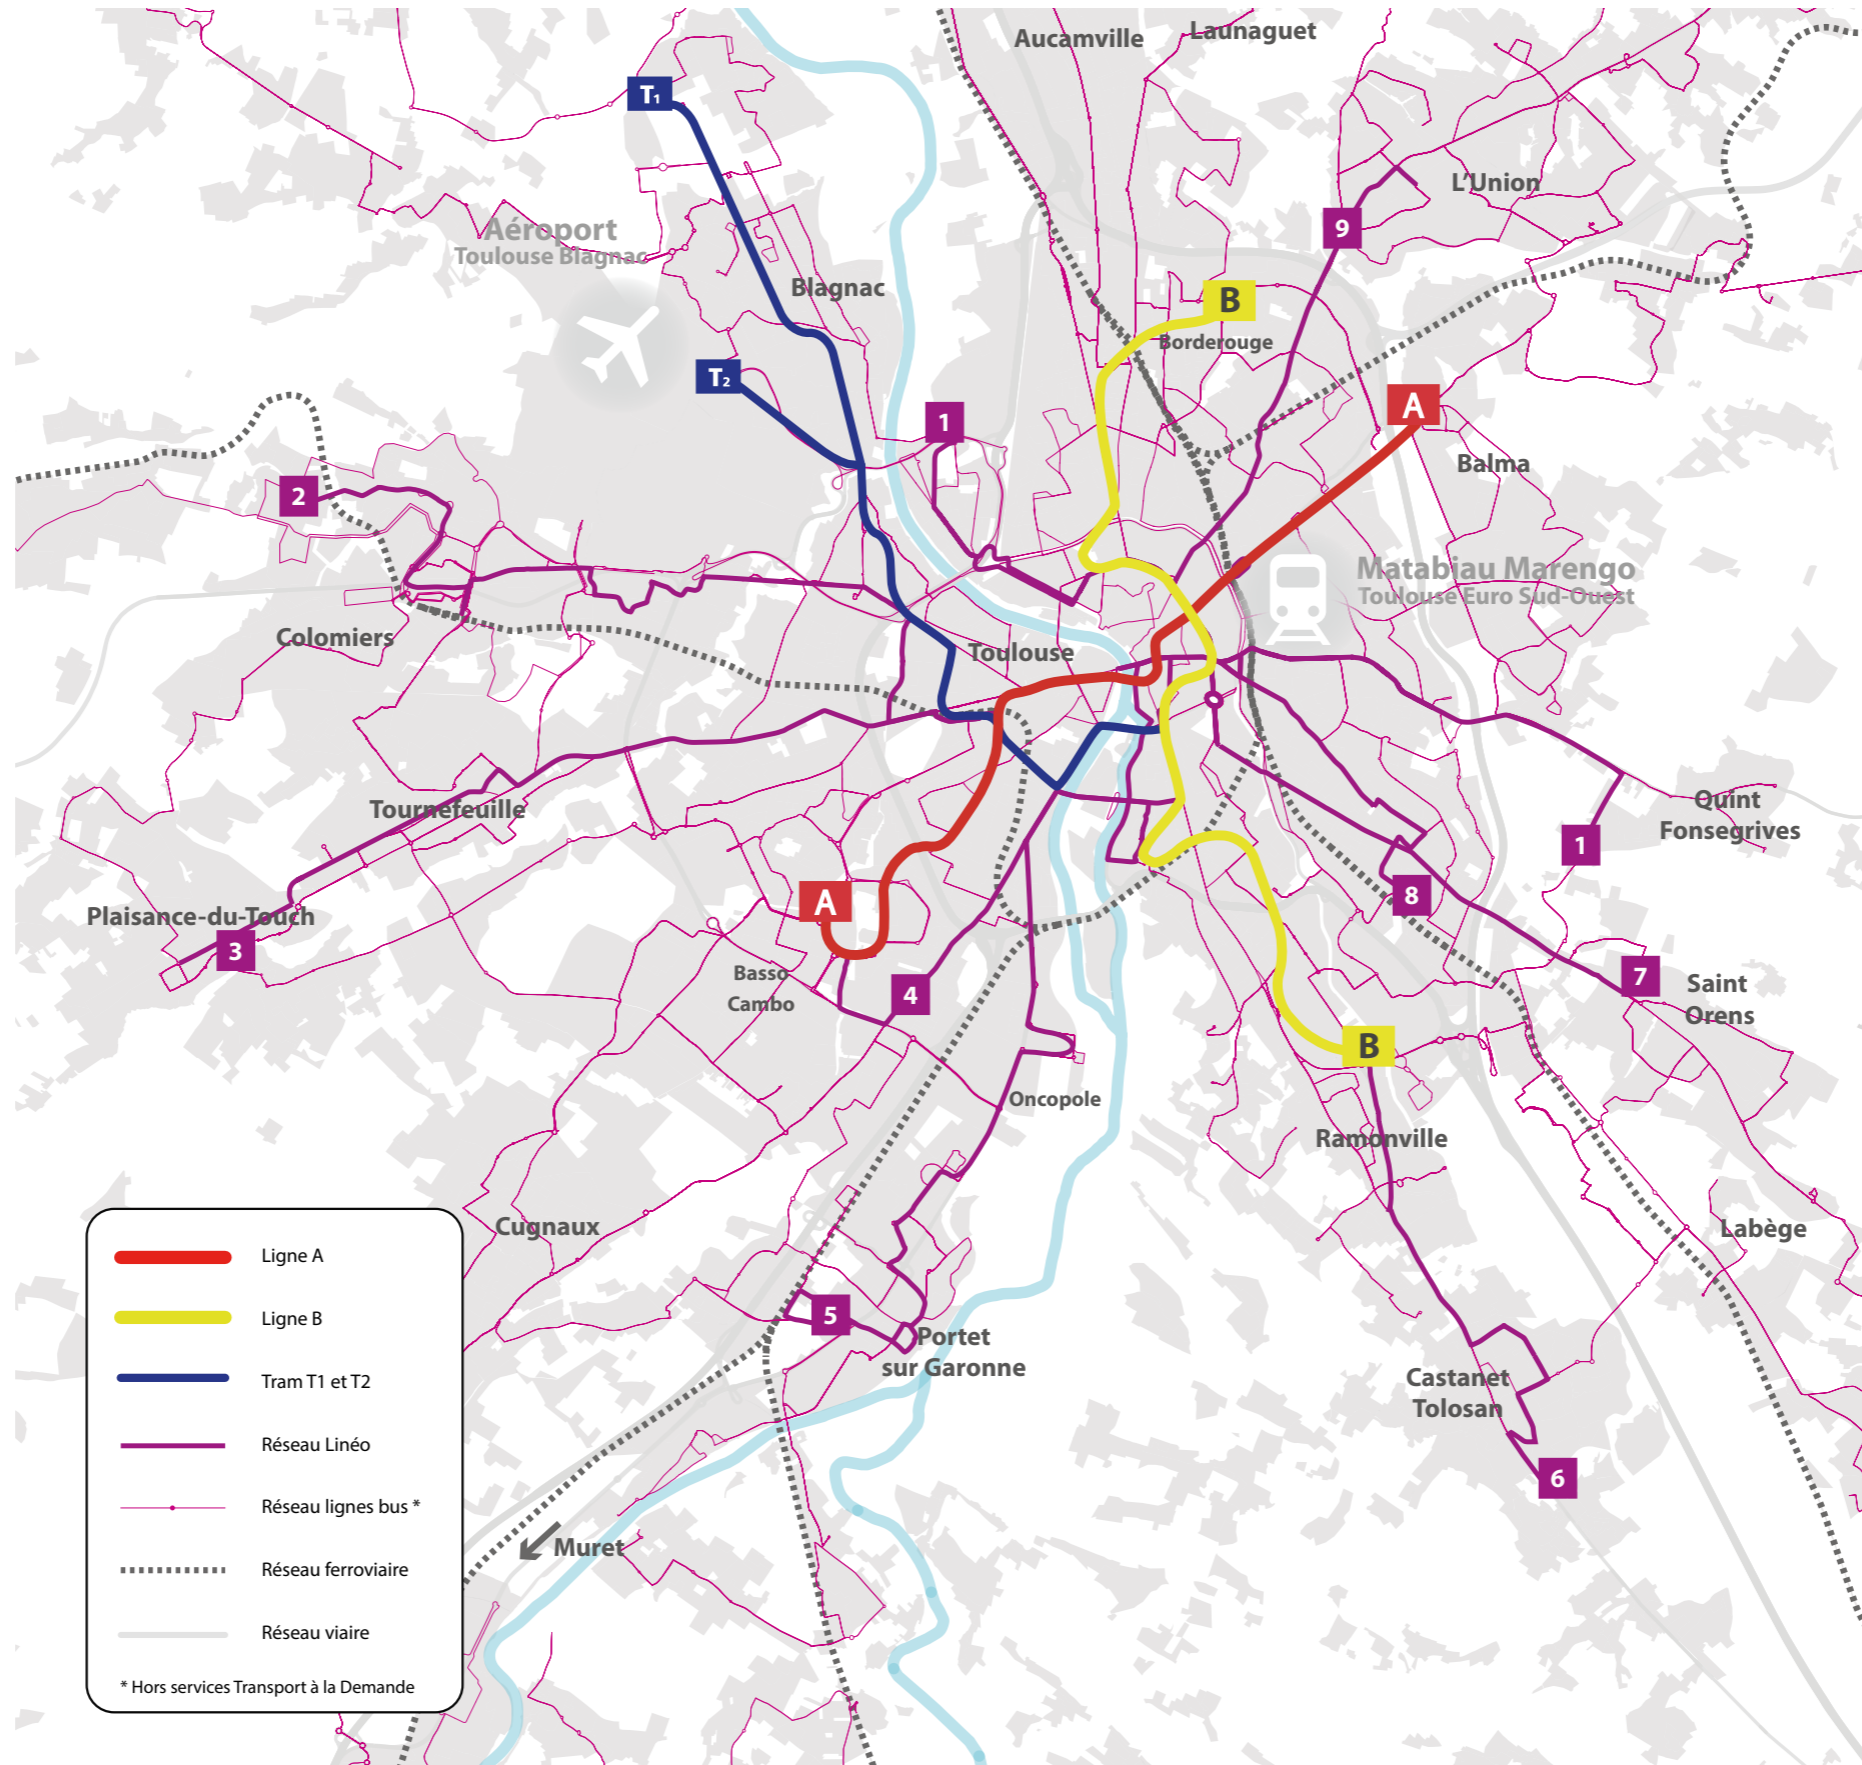 Aucamville
Launaguet
T1
L'Union
9
Aéroport
Toulouse Blagnac
Blagnac
B
Borderouge
T2
A
1
Balma
2
Matabiau Marengo
Toulouse Euro Sud-Ouest
Colomiers
Toulouse
Tournefeuille
Quint
Fonsegrives
1
8
A
Plaisance-du-Touch
3
Basso
Cambo
4
7
Saint
Orens
B
Oncopole
Ramonville
Cugnaux
Labège
5
Portet
sur Garonne
Castanet
Tolosan
6
Muret
Ligne A
Ligne B
Tram T1 et T2
Réseau Linéo
Réseau lignes bus *
Réseau ferroviaire
Réseau viaire
* Hors services Transport à la Demande